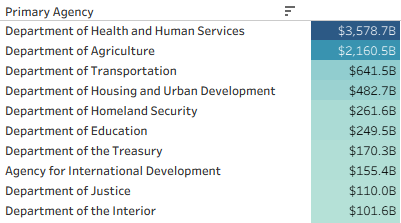 Primary Agency
Department of Health and Human Services $3,578.7B
Department of Agriculture $2,160.5B
Department of Transportation $641.5B
Department of Housing and Urban Development $482.7B
Department of Homeland Security $261.6B
Department of Education $249.5B
Department of the Treasury $170.3B
Agency for International Development $155.4B
Department of Justice $110.0B
Department of the Interior $101.6B